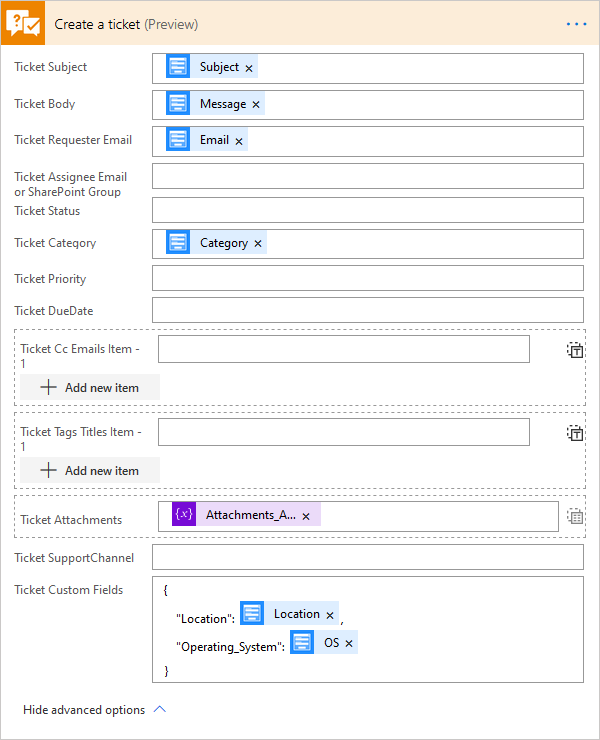 Create a ticket (Preview)
Ticket Subject Subject ×
Ticket Body Message ×
Ticket Requester Email Email ×
Ticket Assignee Email
or SharePoint Group
Ticket Status
Ticket Category Category ×
Ticket Priority
Ticket DueDate
Ticket Cc Emails Item -
1
Add new item
Ticket Tags Titles Item -
1
Add new item
Ticket Attachments {x} Attachments_A... ×
Ticket SupportChannel
Ticket Custom Fields {
"Location": Location × ,
"Operating_System": OS ×
}
Hide advanced options